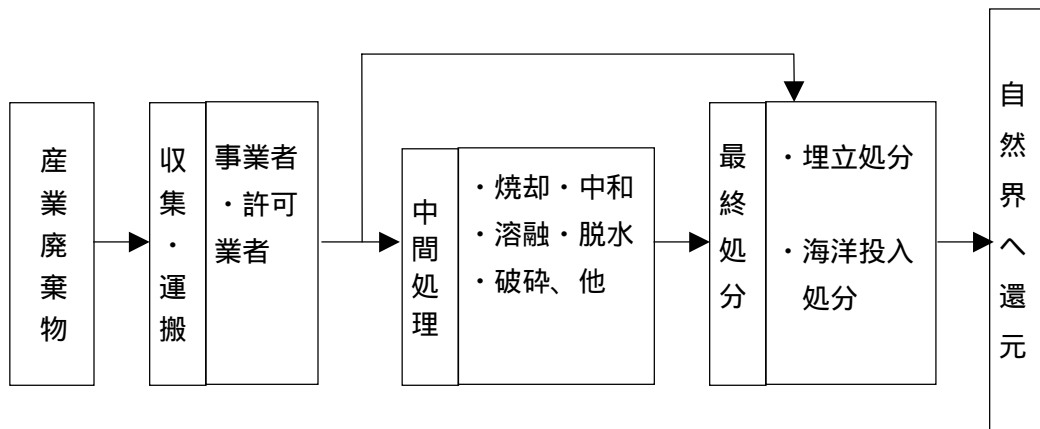 産業廃棄物
収集・運搬
事業者
・許可
業者
中間処理
・焼却・中和
・溶融・脱水
・破砕、他
最終処分
・埋立処分
・海洋投入
処分
自然界へ還元